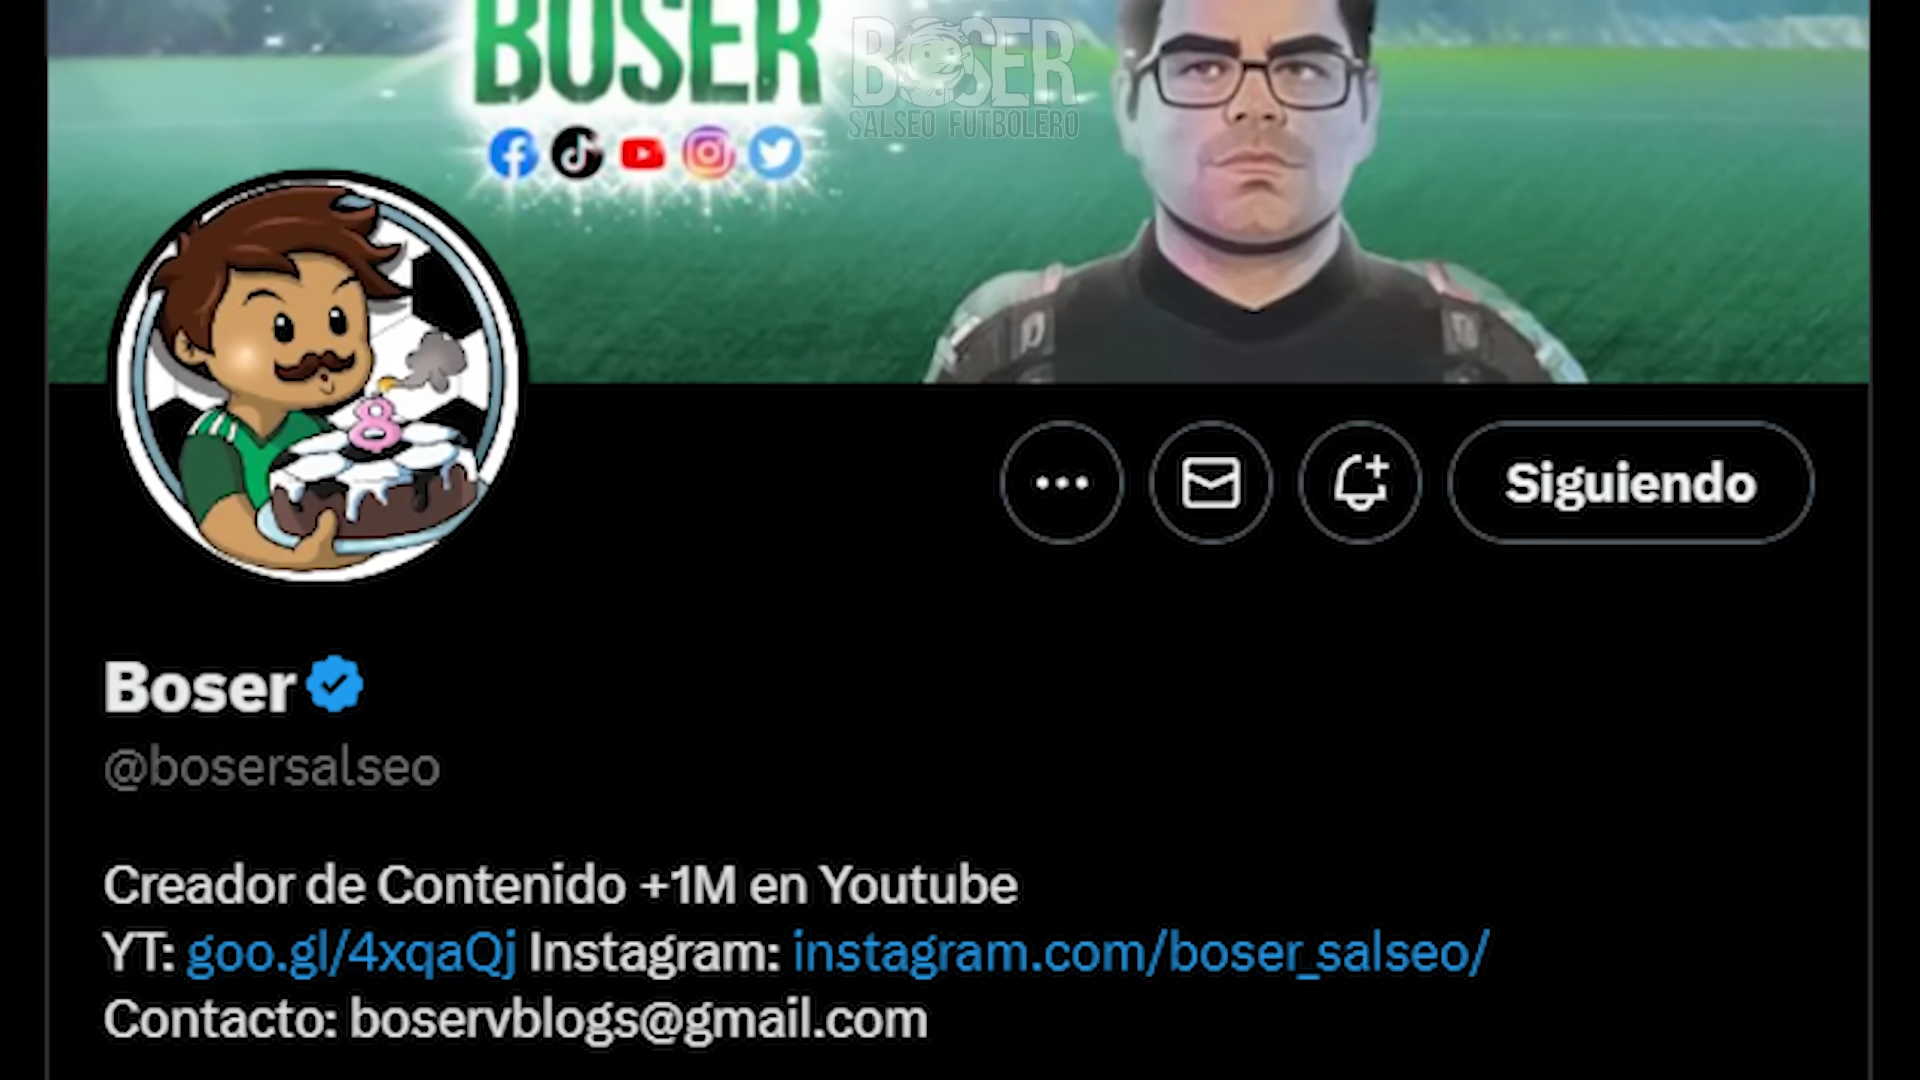 BOSER
BOSER
SALSEO FUTBOLERO
8
Siguiendo
Boser
@bosersalseo
Creador de Contenido +1M en Youtube
YT: goo.gl/4xqaQj Instagram: instagram.com/boser_salseo/
Contacto: boservblogs@gmail.com